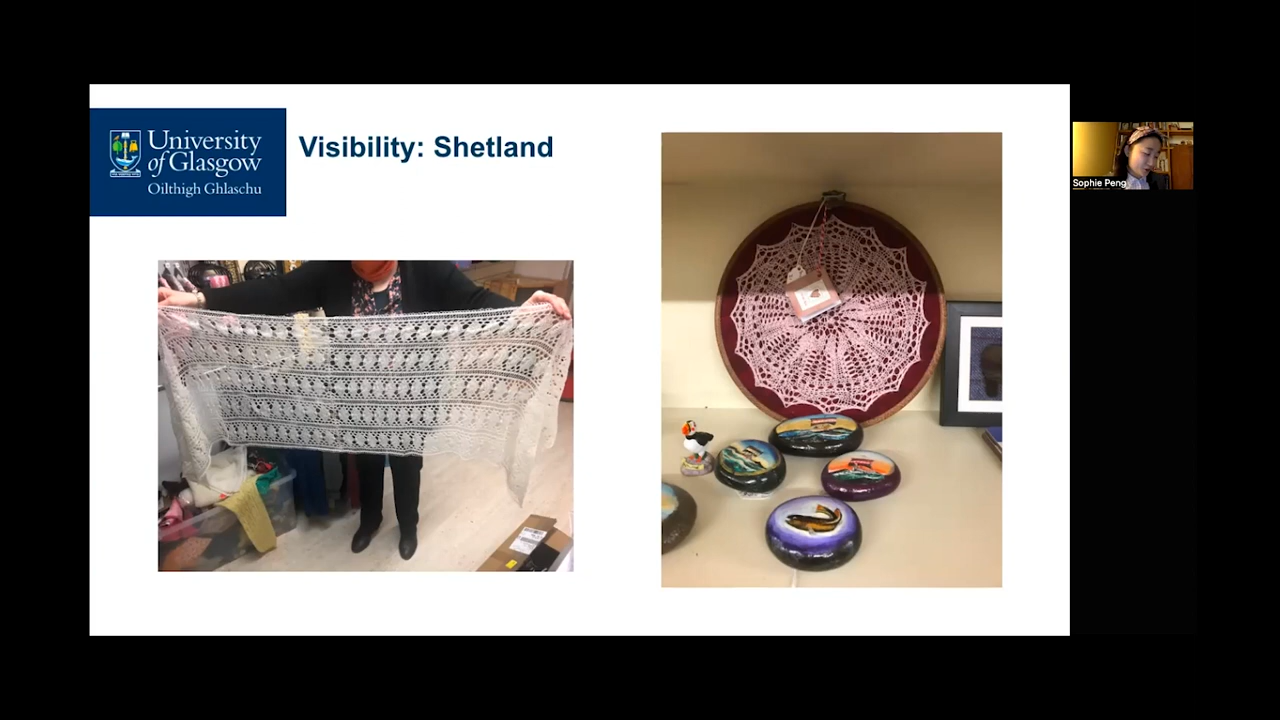 University
of Glasgow
Oilthigh Ghlaschu
Visibility: Shetland
Sophie Peng